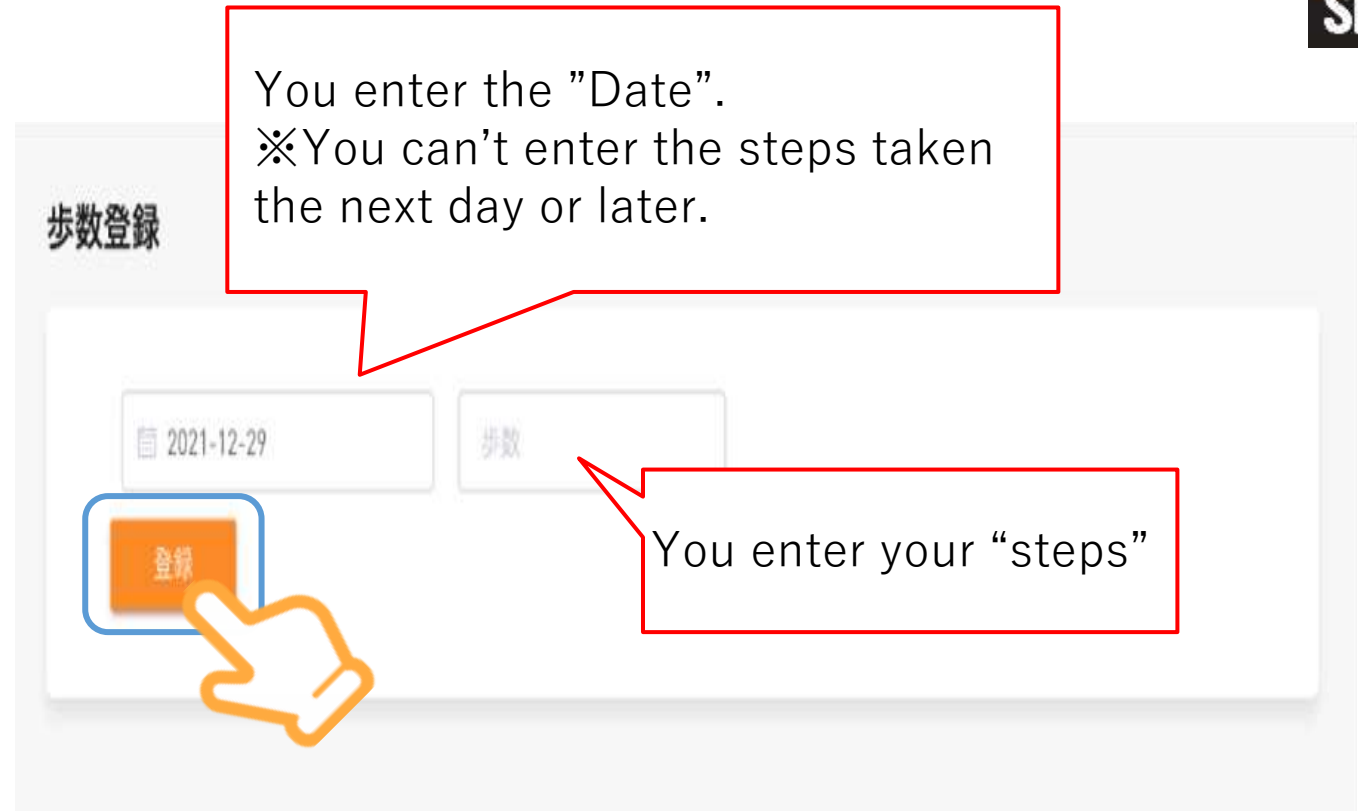 You enter the ”Date”.
※You can’t enter the steps taken
the next day or later.
歩数登録
2021-12-29
歩数
You enter your “steps”
登録